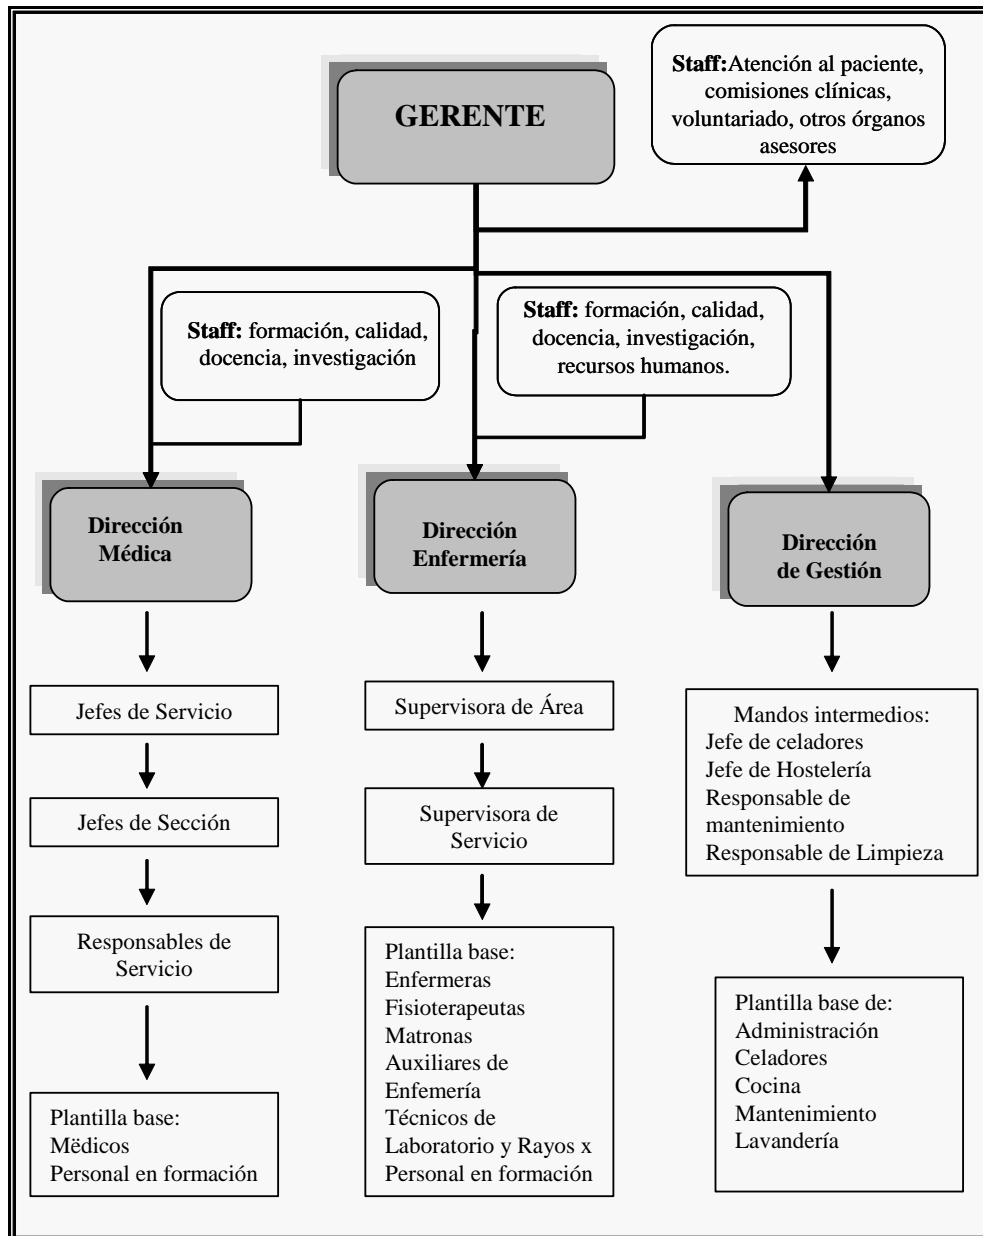 GERENTE
Staff:Atención al paciente,
comisiones clínicas,
voluntariado, otros órganos
asesores
Staff: formación, calidad,
docencia, investigación
Staff: formación, calidad,
docencia, investigación,
recursos humanos.
Dirección
Médica
Dirección
Enfermería
Dirección
de Gestión
Jefes de Servicio
Jefes de Sección
Responsables de
Servicio
Plantilla base:
Mëdicos
Personal en formación
Supervisora de Área
Supervisora de
Servicio
Plantilla base:
Enfermeras
Fisioterapeutas
Matronas
Auxiliares de
Enfemería
Técnicos de
Laboratorio y Rayos x
Personal en formación
Mandos intermedios:
Jefe de celadores
Jefe de Hostelería
Responsable de
mantenimiento
Responsable de Limpieza
Plantilla base de:
Administración
Celadores
Cocina
Mantenimiento
Lavandería